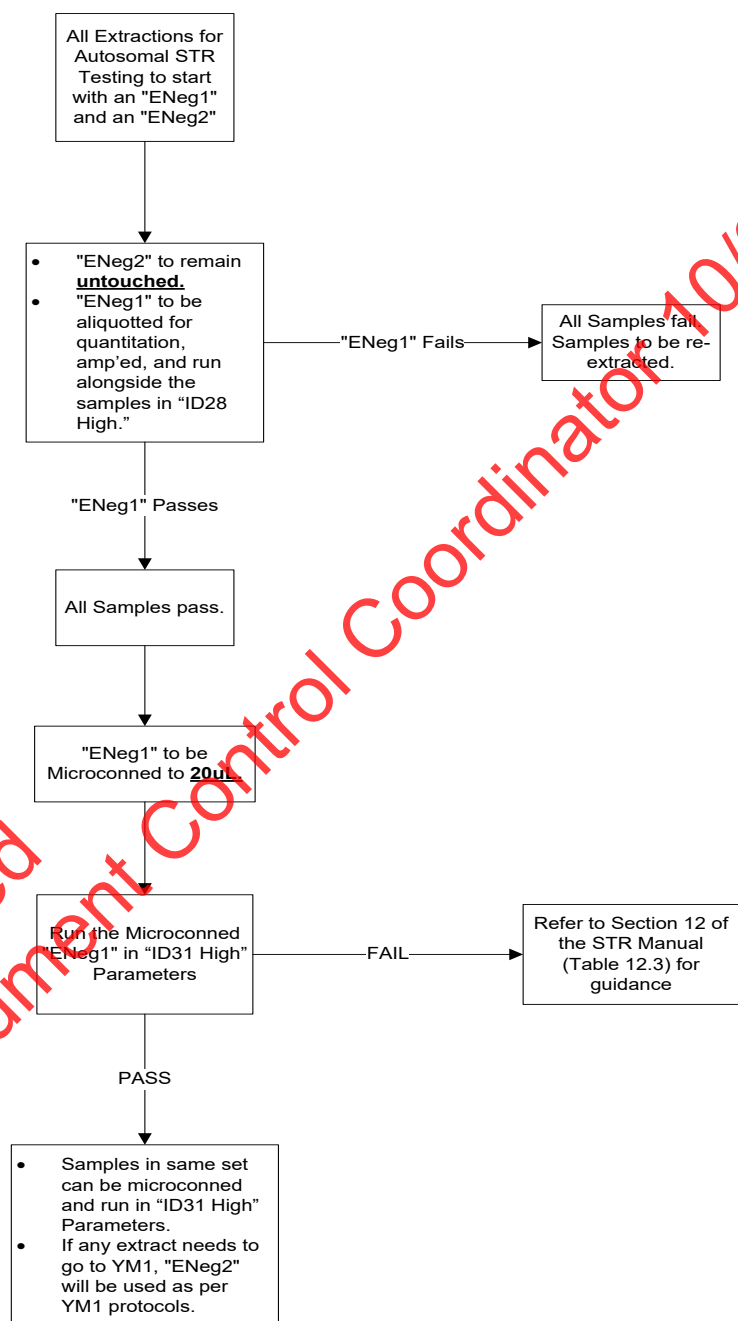 All Extractions for
Autosomal STR
Testing to start
with an "ENeg1"
and an "ENeg2"
• "ENeg2" to remain
untouched.
• "ENeg1" to be
aliquotted for
quantitation,
amp'ed, and run
alongside the
samples in “ID28
High.”
"ENeg1" Fails
All Samples fail.
Samples to be re-
extracted.
"ENeg1" Passes
All Samples pass.
"ENeg1" to be
Microconned to 20uL.
Run the Microconned
"ENeg1" in “ID31 High”
Parameters
FAIL
Refer to Section 12 of
the STR Manual
(Table 12.3) for
guidance
PASS
• Samples in same set
can be microconned
and run in “ID31 High”
Parameters.
• If any extract needs to
go to YM1, "ENeg2"
will be used as per
YM1 protocols.
Control Coordinator